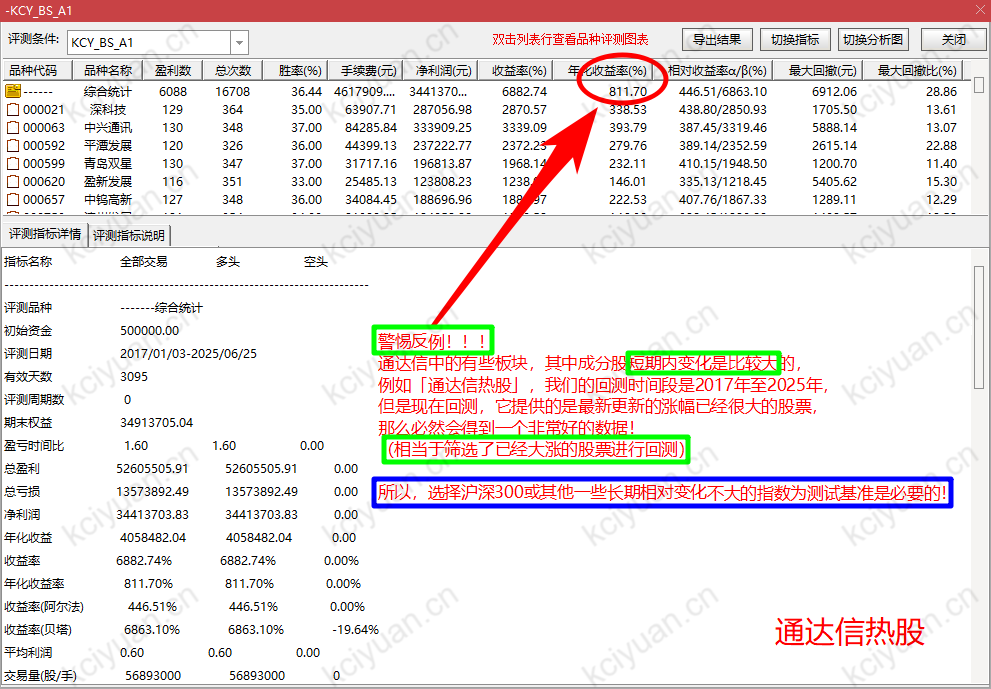 -KCY_BS_A1
评测条件: KCY_BS_A1 双击列表行查看品种评测图表 导出结果 切换指标 切换分析图 关闭
品种代码 品种名称 盈利数 总次数 胜率(%) 手续费(元) 净利润(元) 收益率(%) 年化收益率(%) 相对收益率α/β(%) 最大回撤(元) 最大回撤比(%)
------ 综合统计 6088 16708 36.44 4617909.... 3441370... 6882.74 811.70 446.51/6863.10 6912.06 28.86
000021 深科技 129 364 35.00 63907.71 287056.98 2870.57 338.53 438.80/2850.93 1705.50 13.61
000063 中兴通讯 130 348 37.00 84285.84 333909.25 3339.09 393.79 387.45/3319.46 5888.14 13.07
000592 平潭发展 120 326 36.00 44399.13 237222.77 2372.23 279.76 389.14/2352.59 2615.14 22.88
000599 青岛双星 130 347 37.00 31717.16 196813.87 1968.14 232.11 410.15/1948.50 1200.70 11.40
000620 盈新发展 116 351 33.00 25485.13 123808.23 1238. 146.01 335.13/1218.45 5405.62 15.30
000657 中钨高新 127 348 36.00 34084.45 188696.96 222.53 407.76/1867.33 1289.11 12.29
评测指标详情 评测指标说明
指标名称 全部交易 多头 空头
--------------------------------------------------------------------------
评测品种 -------综合统计
初始资金 500000.00
评测日期 2017/01/03-2025/06/25
有效天数 3095
评测周期数 0
期末权益 34913705.04
盈亏时间比 1.60 1.60 0.00
总盈利 52605505.91 52605505.91 0.00
总亏损 13573892.49 13573892.49 0.00
净利润 34413703.83 34413703.83 0.00
年化收益 4058482.04 4058482.04 0.00
收益率 6882.74% 6882.74% 0.00%
年化收益率 811.70% 811.70% 0.00%
收益率(阿尔法) 446.51% 446.51% 0.00%
收益率(贝塔) 6863.10% 6863.10% -19.64%
平均利润 0.60 0.60 0.00
交易量(股/手) 56893000 56893000 0
警惕反例！！！
通达信中的有些板块，其中成分股短期内变化是比较大的，
例如「通达信热股」，我们的回测时间段是2017年至2025年，
但是现在回测，它提供的是最新更新的涨幅已经很大的股票，
那么必然会得到一个非常好的数据！
（相当于筛选了已经大涨的股票进行回测）
所以，选择沪深300或其他一些长期相对变化不大的指数为测试基准是必要的！
通达信热股
kciyuan.cn